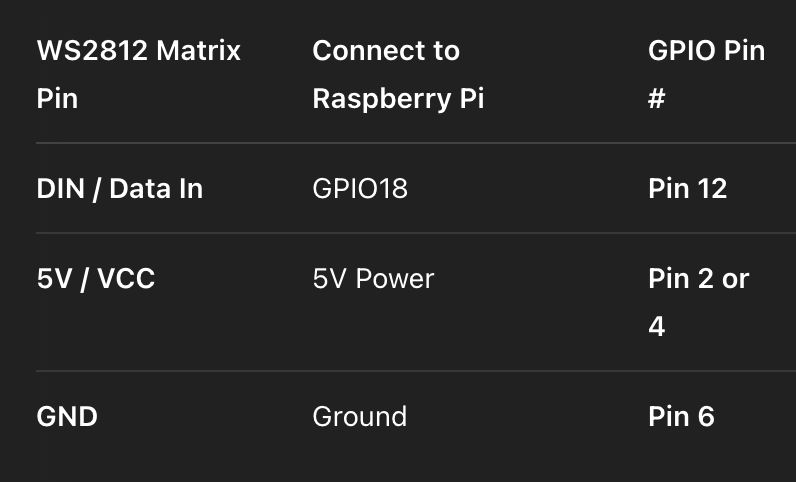 WS2812 Matrix Pin | Connect to Raspberry Pi | GPIO Pin #
DIN / Data In | GPIO18 | Pin 12
5V / VCC | 5V Power | Pin 2 or 4
GND | Ground | Pin 6